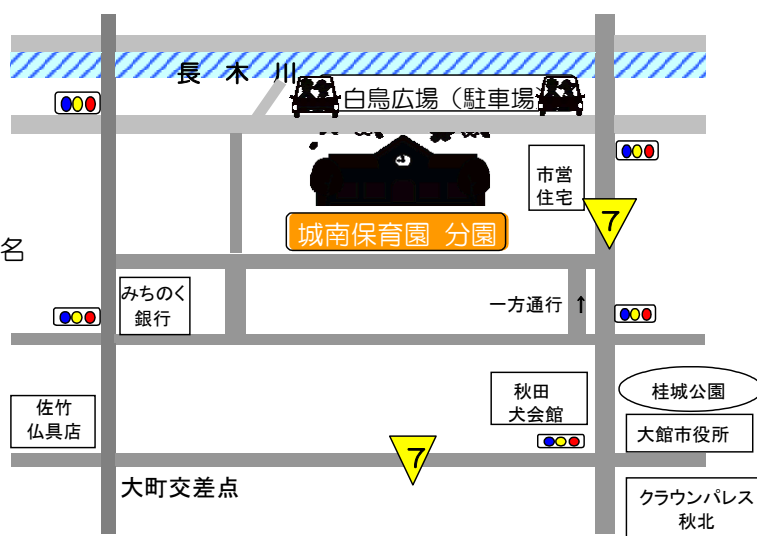 長 木 川
白鳥広場（駐車場
市営
住宅
7
城南保育園 分園
名
みちのく
銀行
一方通行 ↑
秋田
犬会館
桂城公園
佐竹
仏具店
大館市役所
7
大町交差点
クラウンパレス
秋北